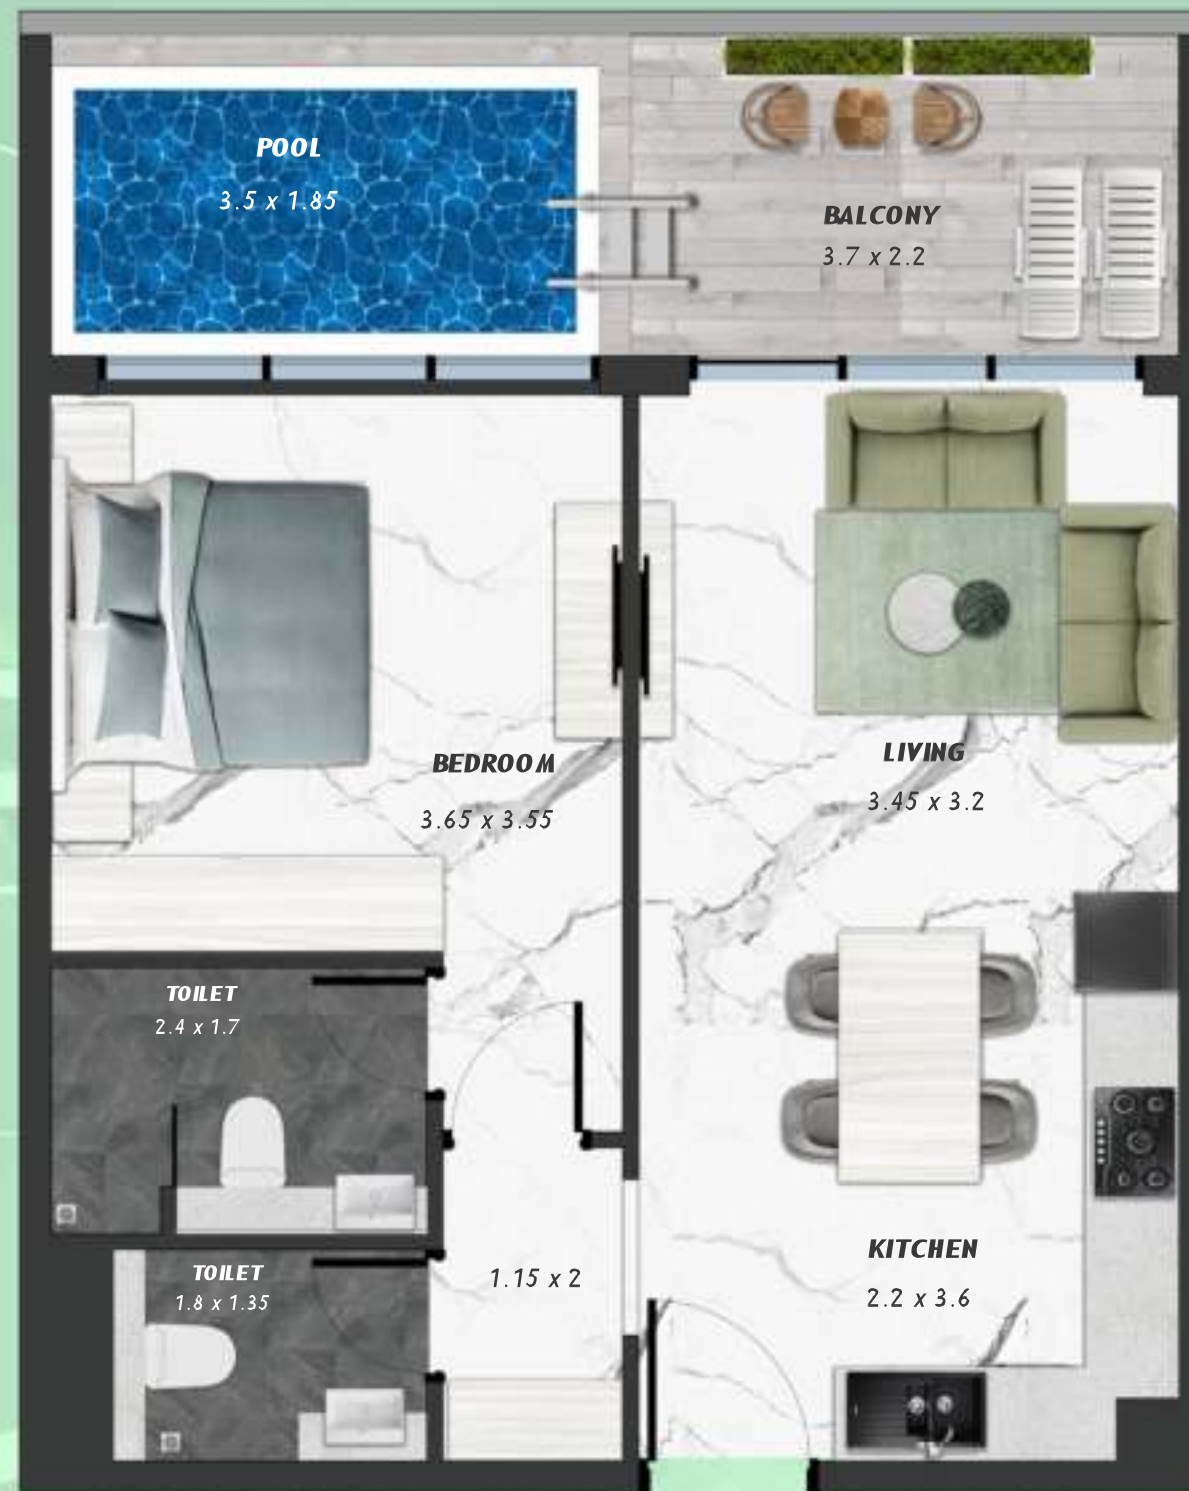 POOL
3.5 x 1.85
BALCONY
3.7 x 2.2
BEDROOM
3.65 x 3.55
LIVING
3.45 x 3.2
TOILET
2.4 x 1.7
TOILET
1.8 x 1.35
1.15 x 2
KITCHEN
2.2 x 3.6